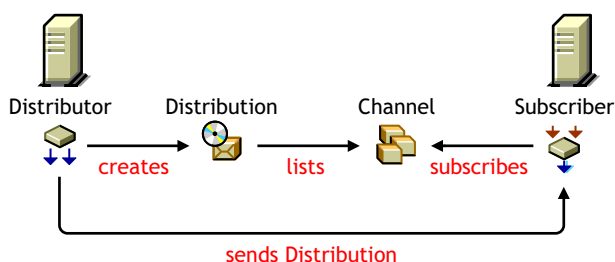 Distributor
Distribution
Channel
Subscriber
creates
lists
subscribes
sends Distribution